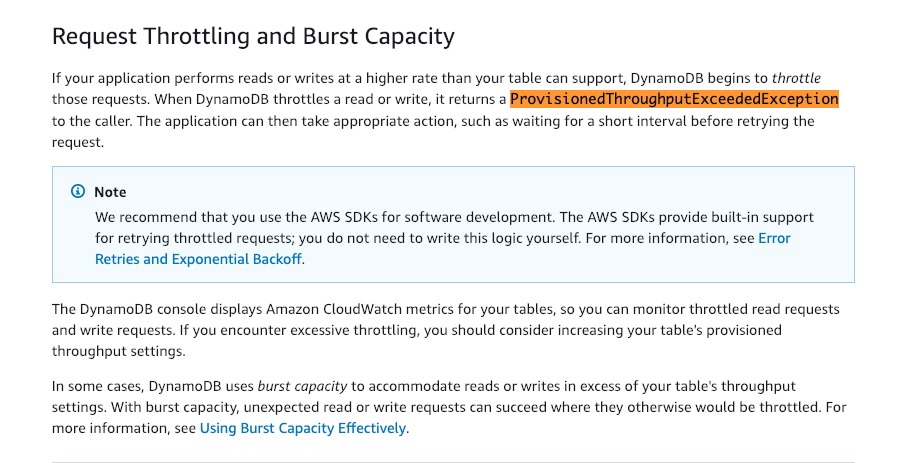 Request Throttling and Burst Capacity
If your application performs reads or writes at a higher rate than your table can support, DynamoDB begins to throttle
those requests. When DynamoDB throttles a read or write, it returns a ProvisionedThroughputExceededException
to the caller. The application can then take appropriate action, such as waiting for a short interval before retrying the
request.
Note
We recommend that you use the AWS SDKs for software development. The AWS SDKs provide built-in support
for retrying throttled requests; you do not need to write this logic yourself. For more information, see Error
Retries and Exponential Backoff.
The DynamoDB console displays Amazon CloudWatch metrics for your tables, so you can monitor throttled read requests
and write requests. If you encounter excessive throttling, you should consider increasing your table's provisioned
throughput settings.
In some cases, DynamoDB uses burst capacity to accommodate reads or writes in excess of your table's throughput
settings. With burst capacity, unexpected read or write requests can succeed where they otherwise would be throttled. For
more information, see Using Burst Capacity Effectively.